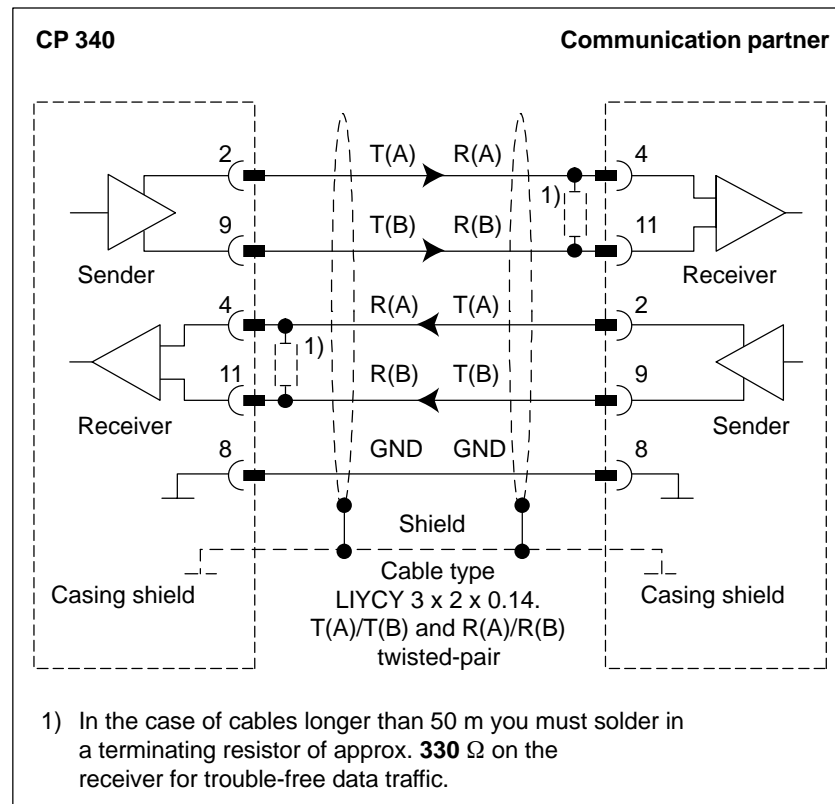 CP 340 Communication partner
2 T(A) R(A) 4
1)
9 T(B) R(B) 11
Sender Receiver
4 R(A) T(A) 2
1)
11 R(B) T(B) 9
Receiver Sender
8 GND GND 8
Shield
Casing shield Cable type Casing shield
LIYCY 3 x 2 x 0.14.
T(A)/T(B) and R(A)/R(B)
twisted-pair
1) In the case of cables longer than 50 m you must solder in
a terminating resistor of approx. 330 Ω on the
receiver for trouble-free data traffic.